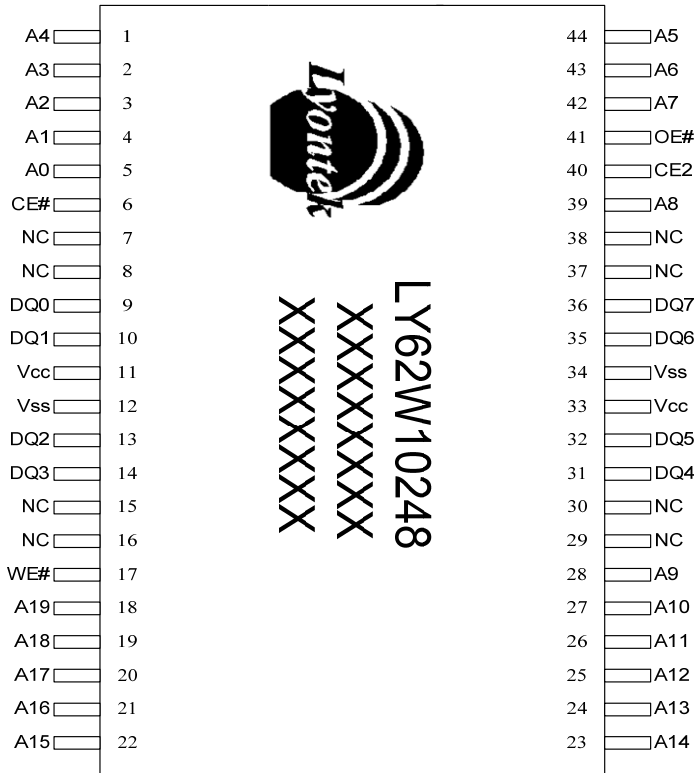 A4 1 44 A5
A3 2 43 A6
A2 3 42 A7
A1 4 41 OE#
A0 5 40 CE2
CE# 6 39 A8
NC 7 38 NC
NC 8 37 NC
DQ0 9 36 DQ7
DQ1 10 35 DQ6
Vcc 11 34 Vss
Vss 12 33 Vcc
DQ2 13 32 DQ5
DQ3 14 31 DQ4
NC 15 30 NC
NC 16 29 NC
WE# 17 28 A9
A19 18 27 A10
A18 19 26 A11
A17 20 25 A12
A16 21 24 A13
A15 22 23 A14
Lyontek
LY62W10248
XXXXXXXX
XXXXXXXX